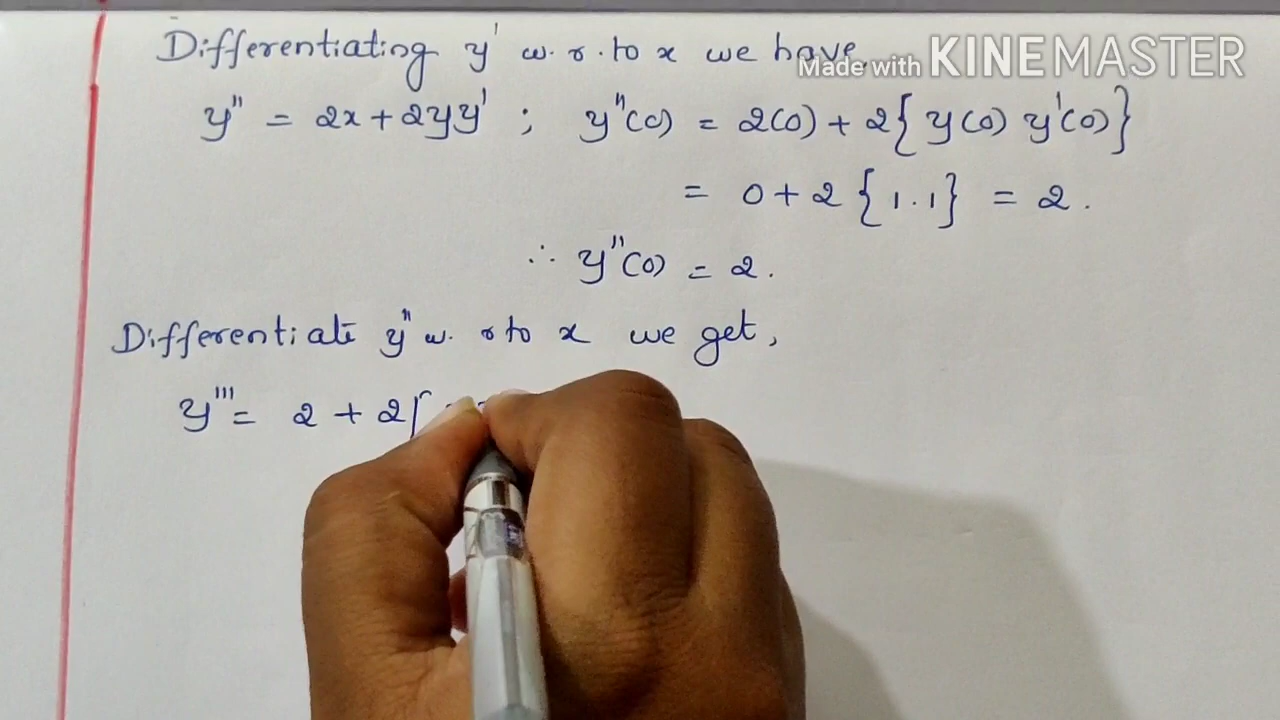 Differentiating y' w.r.to x we have,
Made with KINEMASTER
y'' = 2x + 2yy' ; y''(0) = 2(0) + 2{ y(0) y'(0)}
= 0 + 2 {1.1} = 2.
∴ y''(0) = 2.
Differentiate y'' w. r to x we get,
y''' = 2 + 2[